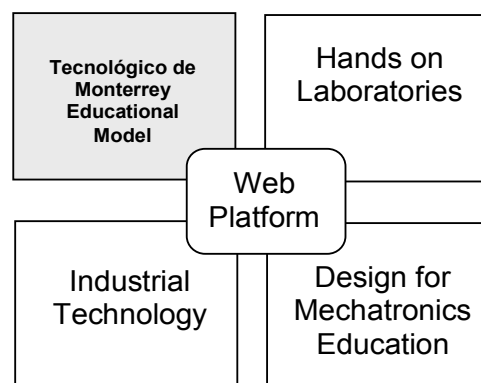 Tecnológico de
Monterrey
Educational
Model
Hands on
Laboratories
Web
Platform
Industrial
Technology
Design for
Mechatronics
Education